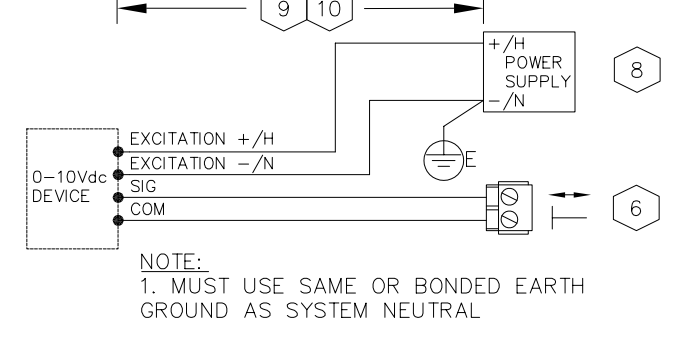 9 10
+/H
POWER
SUPPLY
-/N
8
EXCITATION +/H
EXCITATION -/N
E
0-10Vdc
DEVICE
SIG
COM
6
NOTE:
1. MUST USE SAME OR BONDED EARTH
GROUND AS SYSTEM NEUTRAL